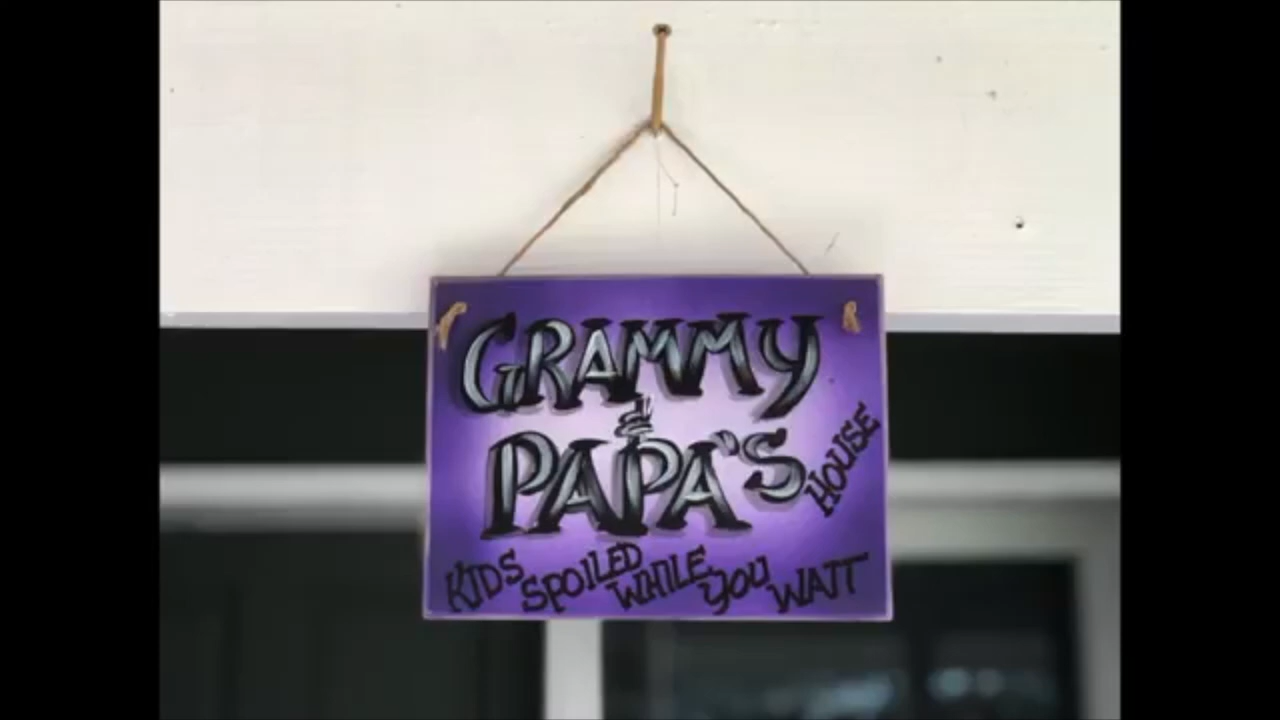 GRAMMY
&
PAPA'S
HOUSE
KIDS SPOILED WHILE YOU WAIT